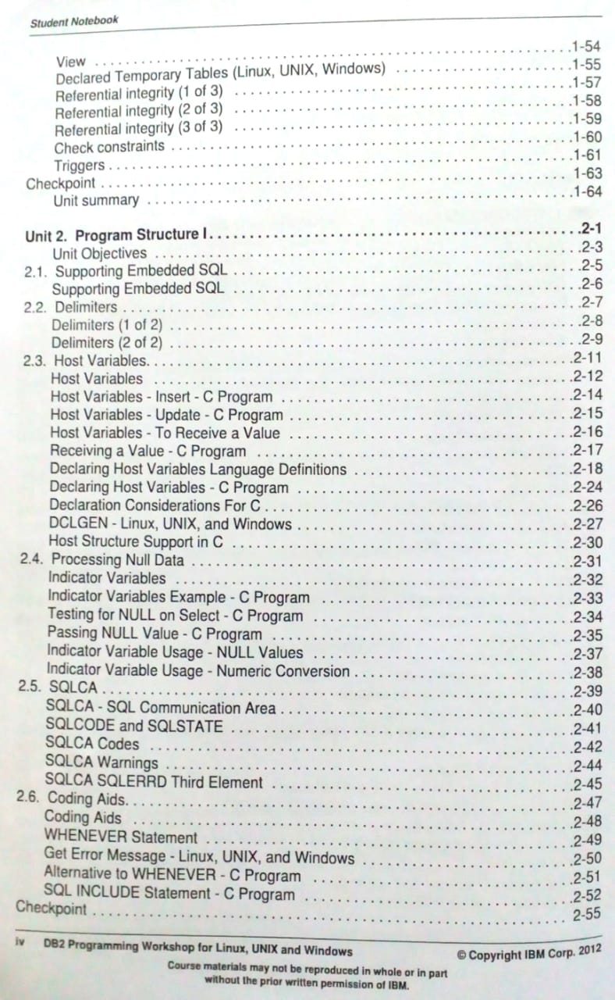 Student Notebook
View . . . . . . . . . . . . . . . . . . . . . . . . . . . . . . . . . . . . . . . . 1-54
Declared Temporary Tables (Linux, UNIX, Windows) . . . . . . . . . . . . . . . . 1-55
Referential integrity (1 of 3) . . . . . . . . . . . . . . . . . . . . . . . . . . . . 1-57
Referential integrity (2 of 3) . . . . . . . . . . . . . . . . . . . . . . . . . . . . 1-58
Referential integrity (3 of 3) . . . . . . . . . . . . . . . . . . . . . . . . . . . . 1-59
Check constraints . . . . . . . . . . . . . . . . . . . . . . . . . . . . . . . . 1-60
Triggers . . . . . . . . . . . . . . . . . . . . . . . . . . . . . . . . . . . . . . 1-61
Checkpoint . . . . . . . . . . . . . . . . . . . . . . . . . . . . . . . . . . . . 1-63
Unit summary . . . . . . . . . . . . . . . . . . . . . . . . . . . . . . . . . . 1-64
Unit 2. Program Structure I . . . . . . . . . . . . . . . . . . . . . . . . . . . . 2-1
Unit Objectives . . . . . . . . . . . . . . . . . . . . . . . . . . . . . . . . . . 2-3
2.1. Supporting Embedded SQL . . . . . . . . . . . . . . . . . . . . . . . . . . . 2-5
Supporting Embedded SQL . . . . . . . . . . . . . . . . . . . . . . . . . . . 2-6
2.2. Delimiters . . . . . . . . . . . . . . . . . . . . . . . . . . . . . . . . . . . 2-7
Delimiters (1 of 2) . . . . . . . . . . . . . . . . . . . . . . . . . . . . . . . . 2-8
Delimiters (2 of 2) . . . . . . . . . . . . . . . . . . . . . . . . . . . . . . . . 2-9
2.3. Host Variables . . . . . . . . . . . . . . . . . . . . . . . . . . . . . . . . . 2-11
Host Variables . . . . . . . . . . . . . . . . . . . . . . . . . . . . . . . . . . 2-12
Host Variables - Insert - C Program . . . . . . . . . . . . . . . . . . . . . . . 2-14
Host Variables - Update - C Program . . . . . . . . . . . . . . . . . . . . . . 2-15
Host Variables - To Receive a Value . . . . . . . . . . . . . . . . . . . . . . 2-16
Receiving a Value - C Program . . . . . . . . . . . . . . . . . . . . . . . . . 2-17
Declaring Host Variables Language Definitions . . . . . . . . . . . . . . . . . 2-18
Declaring Host Variables - C Program . . . . . . . . . . . . . . . . . . . . . 2-24
Declaration Considerations For C . . . . . . . . . . . . . . . . . . . . . . . . 2-26
DCLGEN - Linux, UNIX, and Windows . . . . . . . . . . . . . . . . . . . . . . 2-27
Host Structure Support in C . . . . . . . . . . . . . . . . . . . . . . . . . . . 2-30
2.4. Processing Null Data . . . . . . . . . . . . . . . . . . . . . . . . . . . . . . 2-31
Indicator Variables . . . . . . . . . . . . . . . . . . . . . . . . . . . . . . . . 2-32
Indicator Variables Example - C Program . . . . . . . . . . . . . . . . . . . . 2-33
Testing for NULL on Select - C Program . . . . . . . . . . . . . . . . . . . . 2-34
Passing NULL Value - C Program . . . . . . . . . . . . . . . . . . . . . . . . 2-35
Indicator Variable Usage - NULL Values . . . . . . . . . . . . . . . . . . . . 2-37
Indicator Variable Usage - Numeric Conversion . . . . . . . . . . . . . . . . . 2-38
2.5. SQLCA . . . . . . . . . . . . . . . . . . . . . . . . . . . . . . . . . . . . . 2-39
SQLCA - SQL Communication Area . . . . . . . . . . . . . . . . . . . . . . . 2-40
SQLCODE and SQLSTATE . . . . . . . . . . . . . . . . . . . . . . . . . . . . 2-41
SQLCA Codes . . . . . . . . . . . . . . . . . . . . . . . . . . . . . . . . . . 2-42
SQLCA Warnings . . . . . . . . . . . . . . . . . . . . . . . . . . . . . . . . 2-44
SQLCA SQLERRD Third Element . . . . . . . . . . . . . . . . . . . . . . . . 2-45
2.6. Coding Aids . . . . . . . . . . . . . . . . . . . . . . . . . . . . . . . . . . 2-47
Coding Aids . . . . . . . . . . . . . . . . . . . . . . . . . . . . . . . . . . . 2-48
WHENEVER Statement . . . . . . . . . . . . . . . . . . . . . . . . . . . . . 2-49
Get Error Message - Linux, UNIX, and Windows . . . . . . . . . . . . . . . . 2-50
Alternative to WHENEVER - C Program . . . . . . . . . . . . . . . . . . . . 2-51
SQL INCLUDE Statement - C Program . . . . . . . . . . . . . . . . . . . . . 2-52
Checkpoint . . . . . . . . . . . . . . . . . . . . . . . . . . . . . . . . . . . . 2-55
iv DB2 Programming Workshop for Linux, UNIX and Windows © Copyright IBM Corp. 2012
Course materials may not be reproduced in whole or in part
without the prior written permission of IBM.